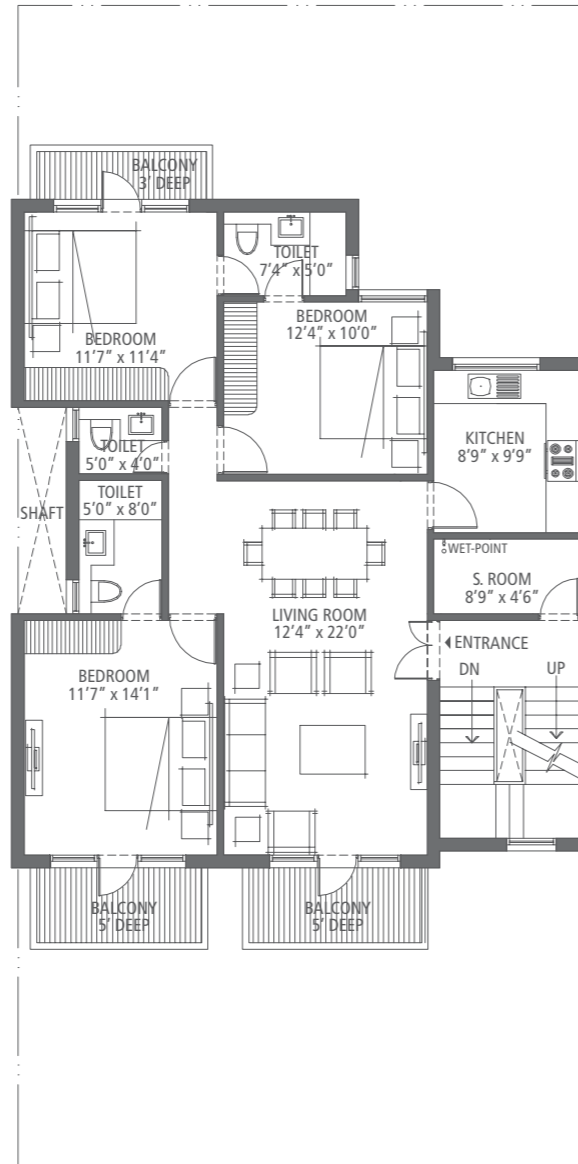 BALCONY
3' DEEP
TOILET
7'4" x 5'0"
BEDROOM
11'7" x 11'4"
BEDROOM
12'4" x 10'0"
KITCHEN
8'9" x 9'9"
TOILET
5'0" x 4'0"
TOILET
5'0" x 8'0"
SHAFT
WET-POINT
S. ROOM
8'9" x 4'6"
LIVING ROOM
12'4" x 22'0"
ENTRANCE
DN
UP
BEDROOM
11'7" x 14'1"
BALCONY
5' DEEP
BALCONY
5' DEEP